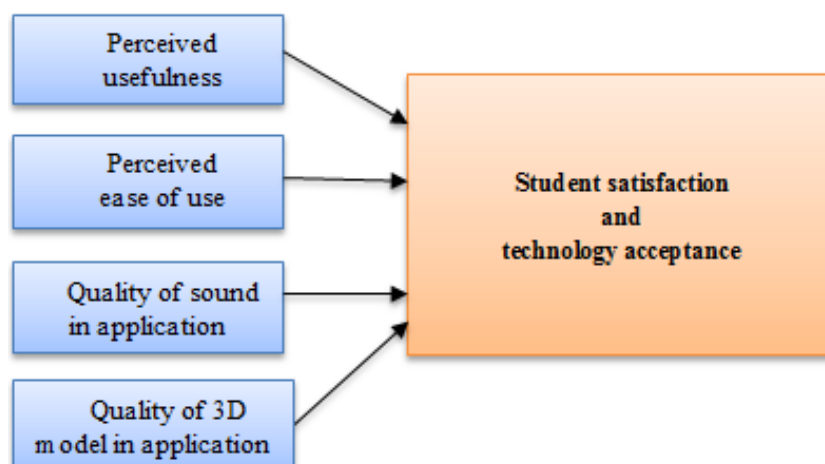 Perceived
usefulness
Perceived
ease of use
Quality of sound
in application
Quality of 3D
model in application
Student satisfaction
and
technology acceptance